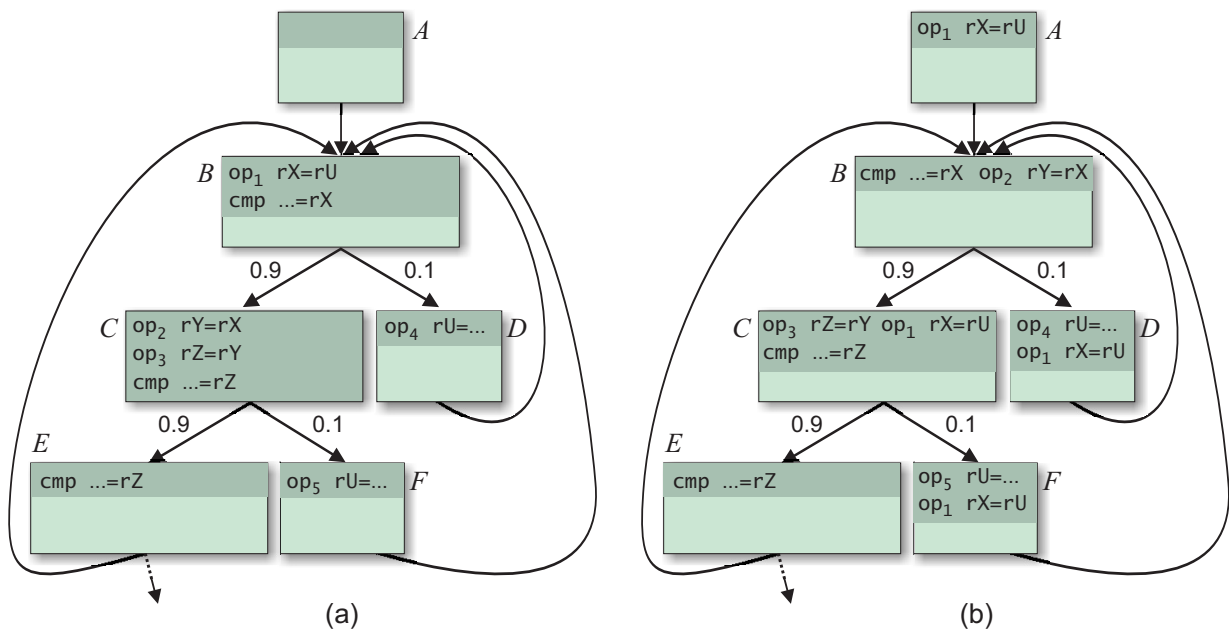 A
B
op1 rX=rU
cmp ...=rX
0.9
0.1
C
op2 rY=rX
op3 rZ=rY
cmp ...=rZ
op4 rU=...
D
0.9
0.1
E
cmp ...=rZ
op5 rU=...
F
(a)
op1 rX=rU
A
B
cmp ...=rX op2 rY=rX
0.9
0.1
C
op3 rZ=rY op1 rX=rU
cmp ...=rZ
op4 rU=...
op1 rX=rU
D
0.9
0.1
E
cmp ...=rZ
op5 rU=...
op1 rX=rU
F
(b)